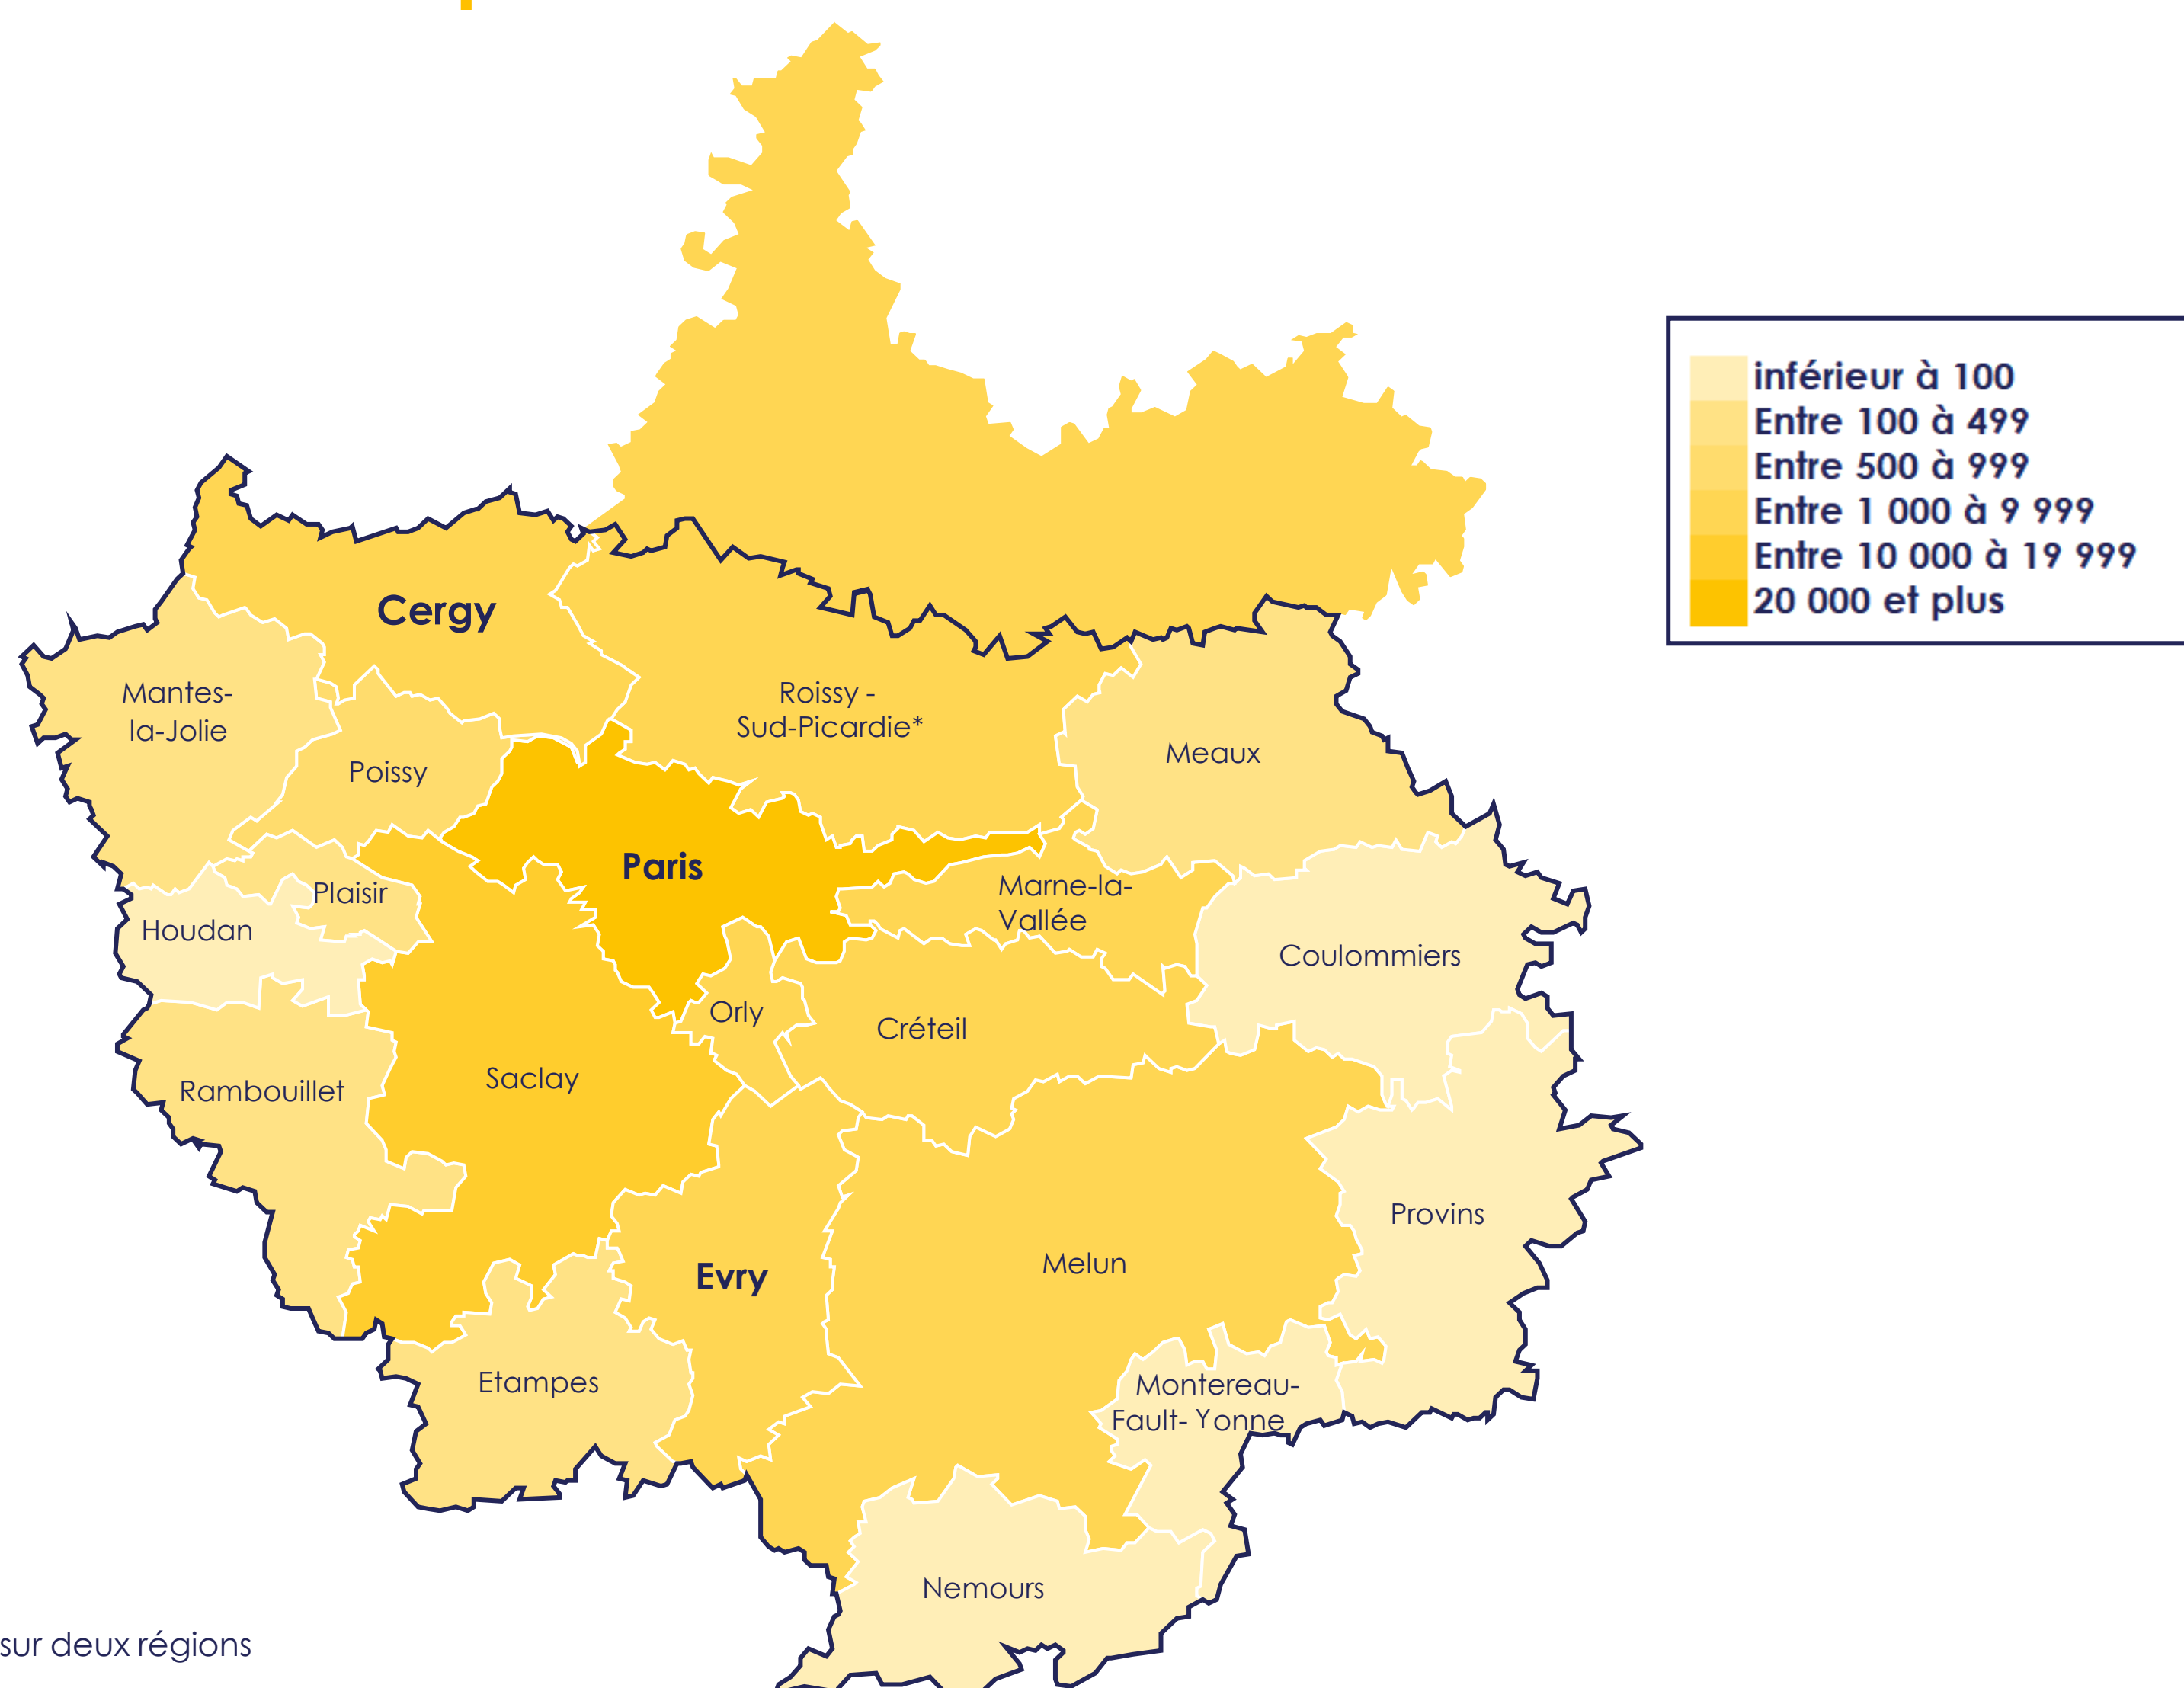 inférieur à 100
Entre 100 à 499
Entre 500 à 999
Entre 1 000 à 9 999
Entre 10 000 à 19 999
20 000 et plus
Cergy
Mantes-
la-Jolie
Roissy -
Sud-Picardie*
Meaux
Poissy
Paris
Plaisir
Marne-la-
Vallée
Houdan
Coulommiers
Orly
Créteil
Saclay
Rambouillet
Provins
Melun
Evry
Etampes
Montereau-
Fault- Yonne
Nemours
sur deux régions